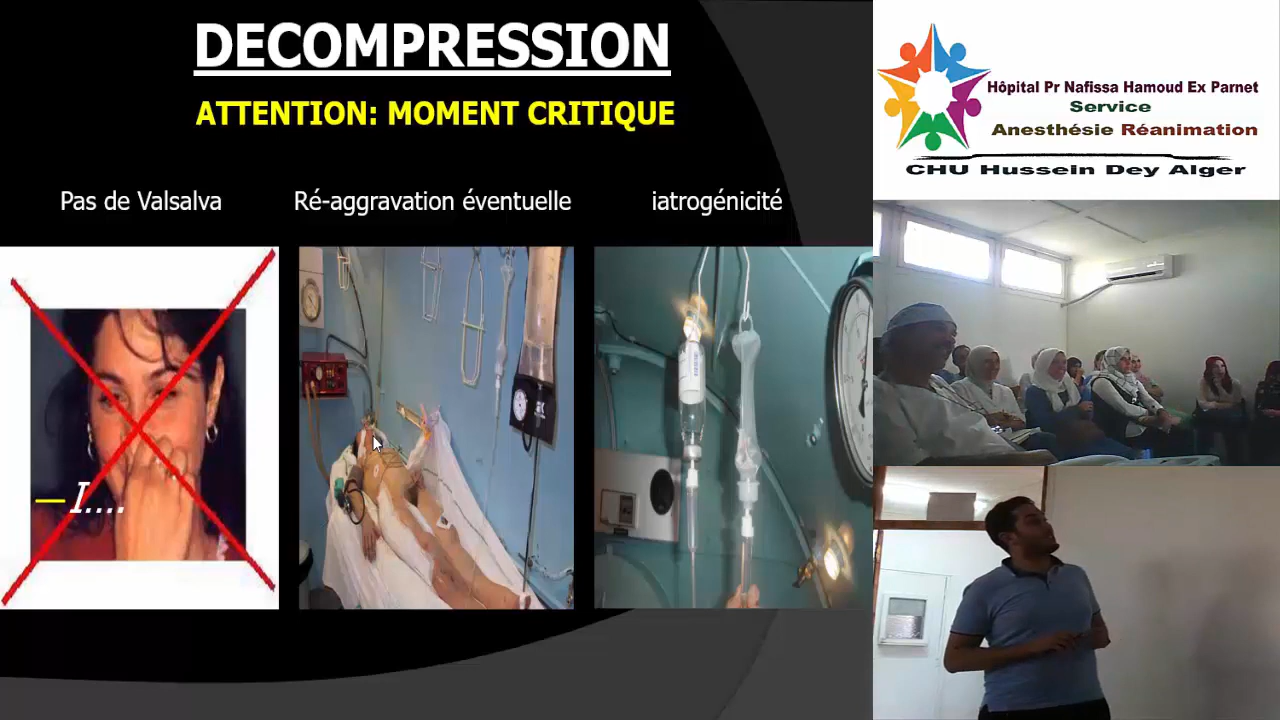 DECOMPRESSION
ATTENTION: MOMENT CRITIQUE
Pas de Valsalva
Ré-aggravation éventuelle
iatrogénicité
– I....
Hôpital Pr Nafissa Hamoud Ex Parnet
Service
Anesthésie Réanimation
CHU Hussein Dey Alger